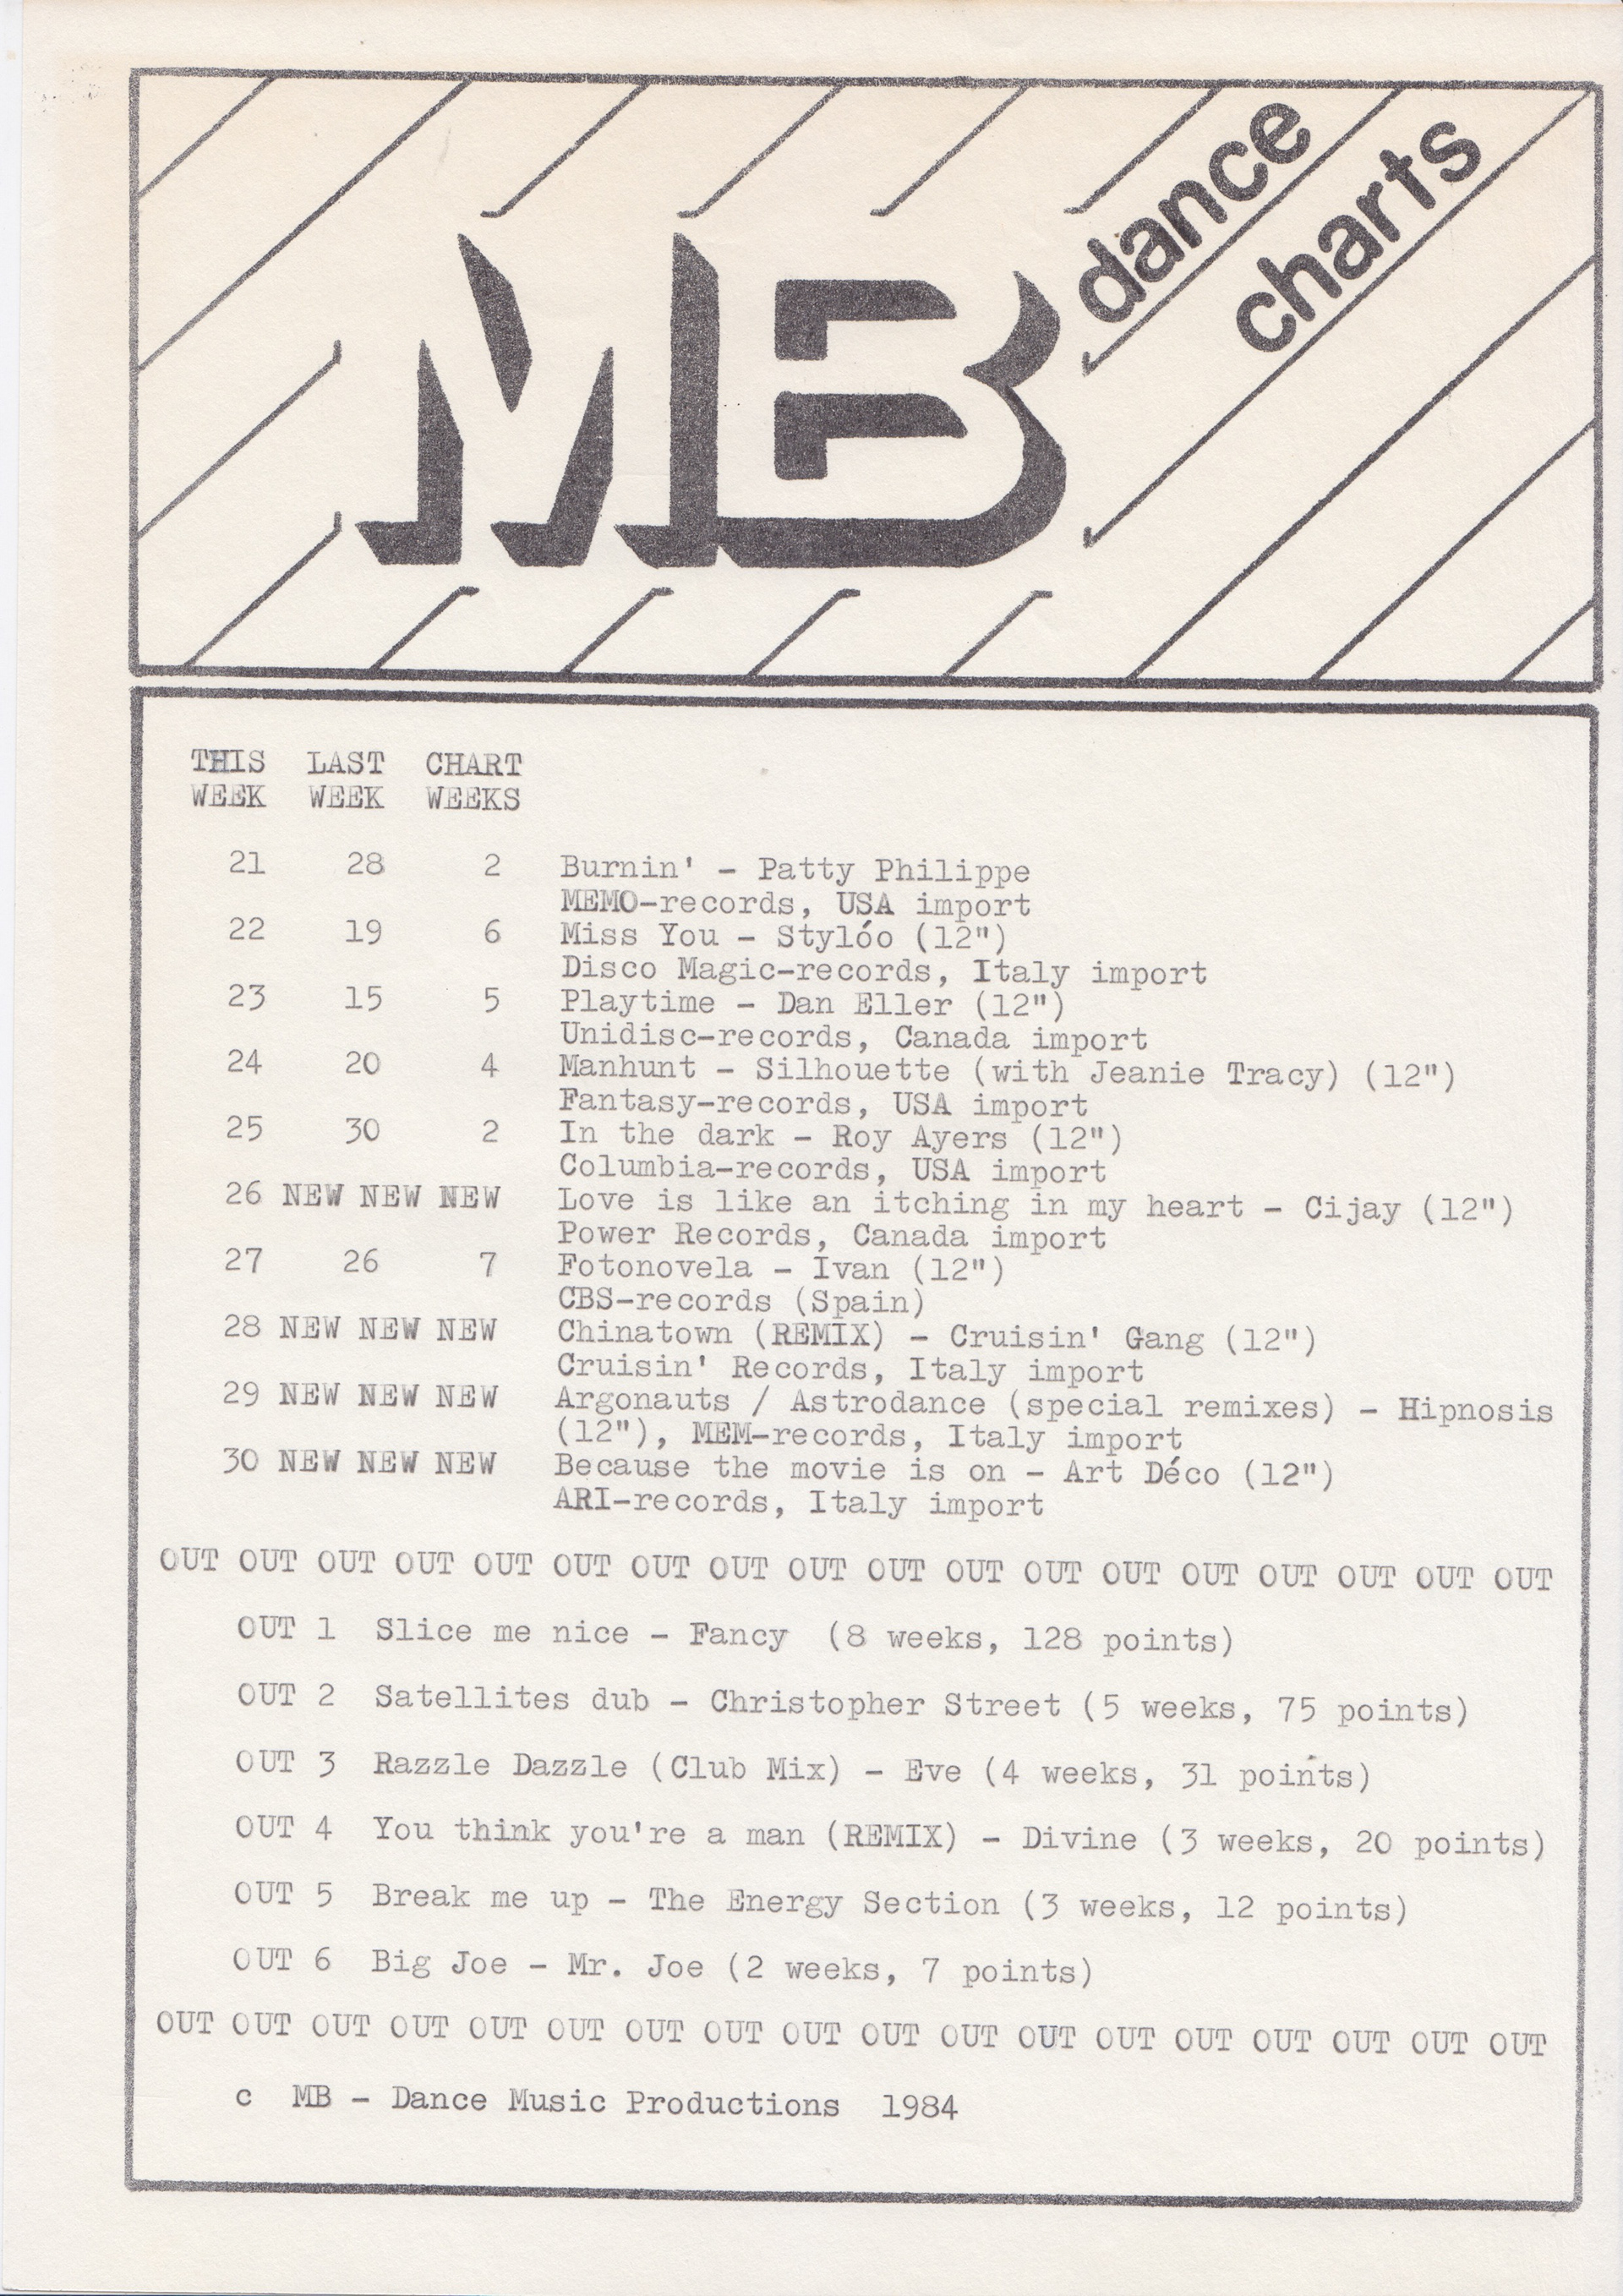 MB
dance
charts
THIS LAST CHART
WEEK WEEK WEEKS
21 28 2 Burnin' - Patty Philippe
MEMO-records, USA import
22 19 6 Miss You - Stylóo (12")
Disco Magic-records, Italy import
23 15 5 Playtime - Dan Eller (12")
Unidisc-records, Canada import
24 20 4 Manhunt - Silhouette (with Jeanie Tracy) (12")
Fantasy-records, USA import
25 30 2 In the dark - Roy Ayers (12")
Columbia-records, USA import
26 NEW NEW NEW Love is like an itching in my heart - Cijay (12")
Power Records, Canada import
27 26 7 Fotonovela - Ivan (12")
CBS-records (Spain)
28 NEW NEW NEW Chinatown (REMIX) - Cruisin' Gang (12")
Cruisin' Records, Italy import
29 NEW NEW NEW Argonauts / Astrodance (special remixes) - Hipnosis
(12"), MEM-records, Italy import
30 NEW NEW NEW Because the movie is on - Art Déco (12")
ARI-records, Italy import
OUT OUT OUT OUT OUT OUT OUT OUT OUT OUT OUT OUT OUT OUT OUT OUT OUT OUT
OUT 1 Slice me nice - Fancy (8 weeks, 128 points)
OUT 2 Satellites dub - Christopher Street (5 weeks, 75 points)
OUT 3 Razzle Dazzle (Club Mix) - Eve (4 weeks, 31 points)
OUT 4 You think you're a man (REMIX) - Divine (3 weeks, 20 points)
OUT 5 Break me up - The Energy Section (3 weeks, 12 points)
OUT 6 Big Joe - Mr. Joe (2 weeks, 7 points)
OUT OUT OUT OUT OUT OUT OUT OUT OUT OUT OUT OUT OUT OUT OUT OUT OUT OUT
c MB - Dance Music Productions 1984